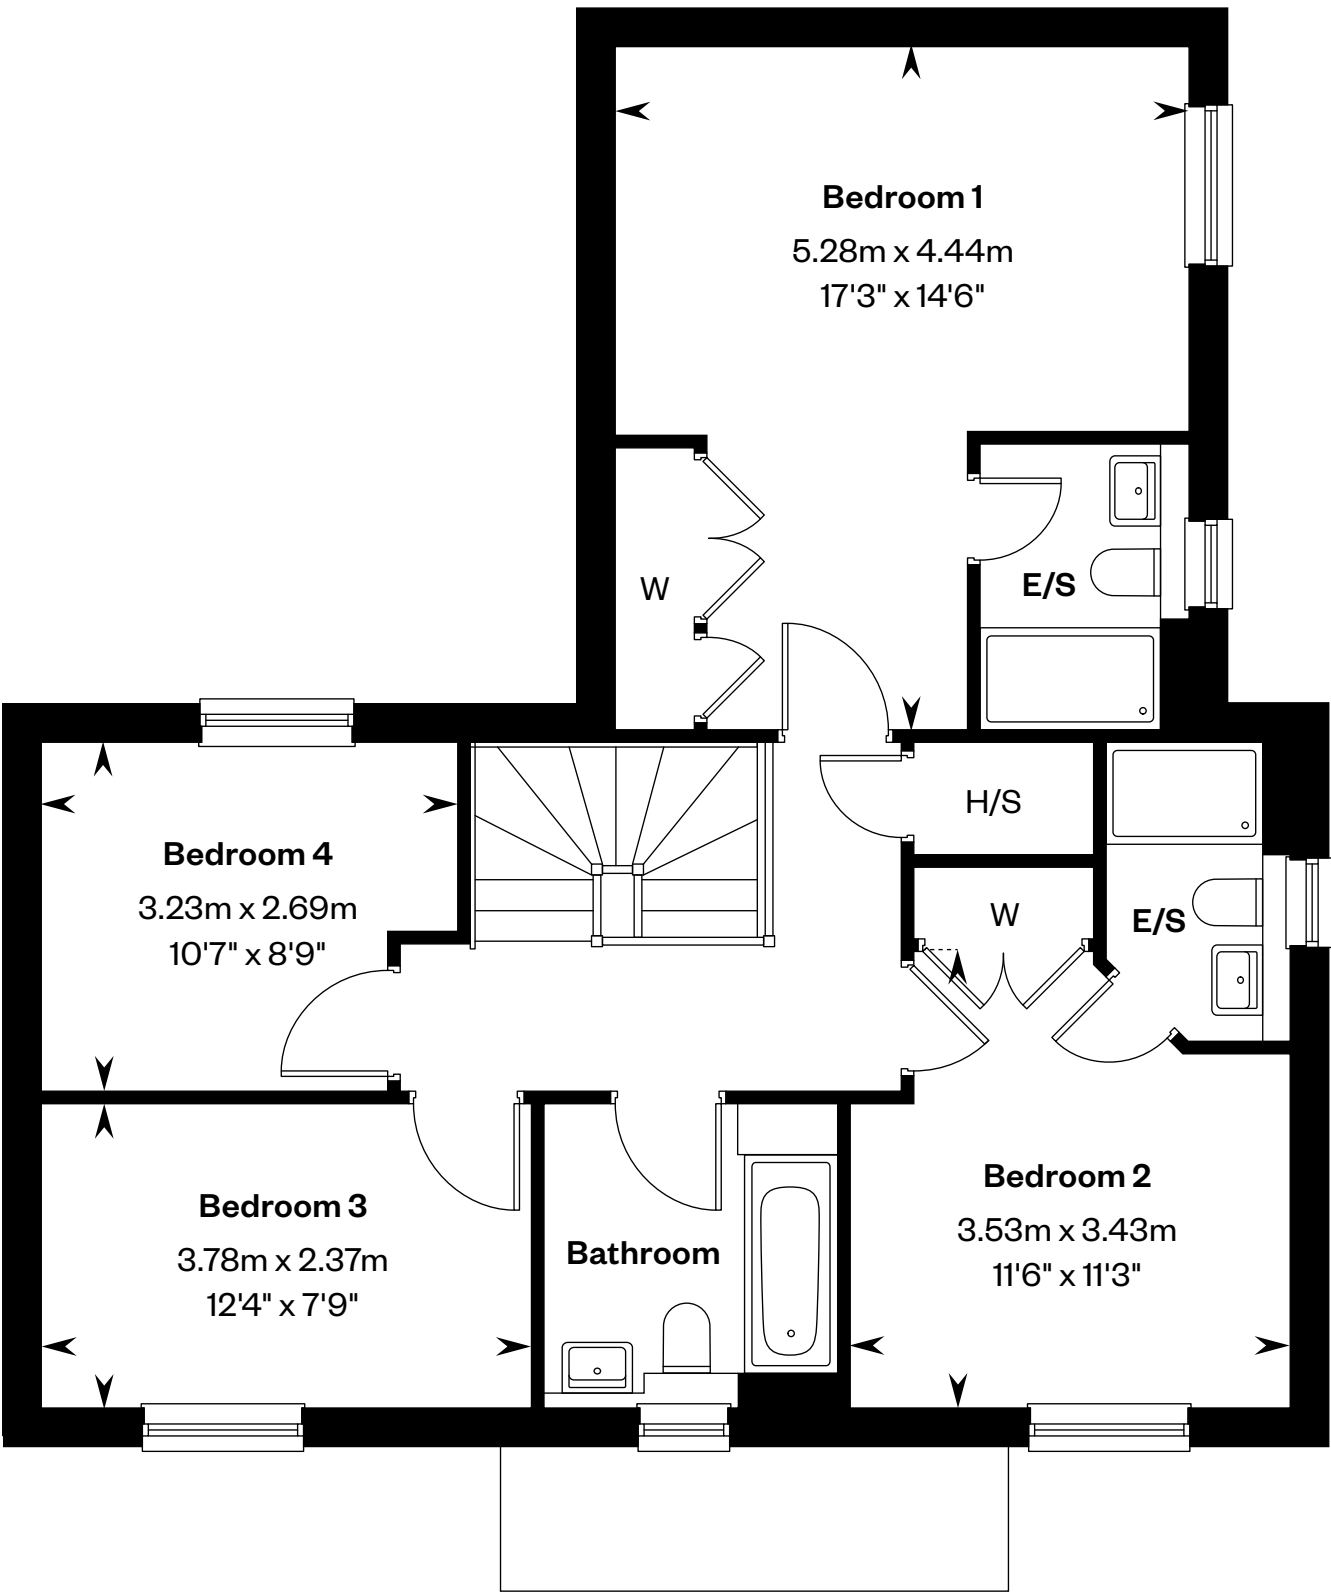 Bedroom 1
5.28m x 4.44m
17'3" x 14'6"
W
E/S
H/S
Bedroom 4
3.23m x 2.69m
10'7" x 8'9"
W
E/S
Bedroom 3
3.78m x 2.37m
12'4" x 7'9"
Bathroom
Bedroom 2
3.53m x 3.43m
11'6" x 11'3"